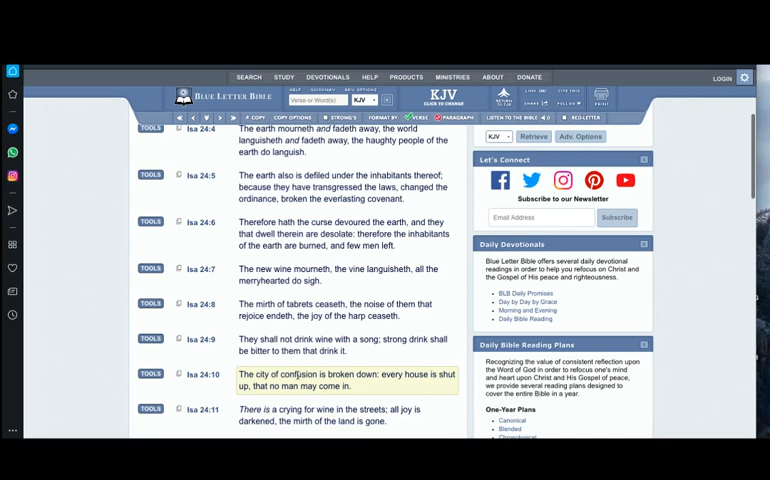 SEARCH STUDY DEVOTIONALS HELP PRODUCTS MINISTRIES ABOUT DONATE
LOGIN
BLUE LETTER BIBLE
HELP QUICKNAV ADV. OPTIONS
Verse or Word(s) KJV
KJV
CLICK TO CHANGE
RETURN
TO TOP
LINK
SHARE
CITE THIS
FOLLOW
PRINT
COPY COPY OPTIONS STRONG'S FORMAT BY VERSE PARAGRAPH LISTEN TO THE BIBLE RED-LETTER
TOOLS Isa 24:4 The earth mourneth and fadeth away, the world
languisheth and fadeth away, the haughty people of the
earth do languish.
TOOLS Isa 24:5 The earth also is defiled under the inhabitants thereof;
because they have transgressed the laws, changed the
ordinance, broken the everlasting covenant.
TOOLS Isa 24:6 Therefore hath the curse devoured the earth, and they
that dwell therein are desolate: therefore the inhabitants
of the earth are burned, and few men left.
TOOLS Isa 24:7 The new wine mourneth, the vine languisheth, all the
merryhearted do sigh.
TOOLS Isa 24:8 The mirth of tabrets ceaseth, the noise of them that
rejoice endeth, the joy of the harp ceaseth.
TOOLS Isa 24:9 They shall not drink wine with a song; strong drink shall
be bitter to them that drink it.
TOOLS Isa 24:10 The city of confusion is broken down: every house is shut
up, that no man may come in.
TOOLS Isa 24:11 There is a crying for wine in the streets; all joy is
darkened, the mirth of the land is gone.
KJV Retrieve Adv. Options
Let's Connect
Subscribe to our Newsletter
Email Address Subscribe
Daily Devotionals
Blue Letter Bible offers several daily devotional
readings in order to help you refocus on Christ and
the Gospel of His peace and righteousness.
• BLB Daily Promises
• Day by Day by Grace
• Morning and Evening
• Daily Bible Reading
Daily Bible Reading Plans
Recognizing the value of consistent reflection upon
the Word of God in order to refocus one's
mind and heart upon Christ and His Gospel of peace,
we provide several reading plans designed to
cover the entire Bible in a year.
One-Year Plans
• Canonical
• Blended
• Chronological